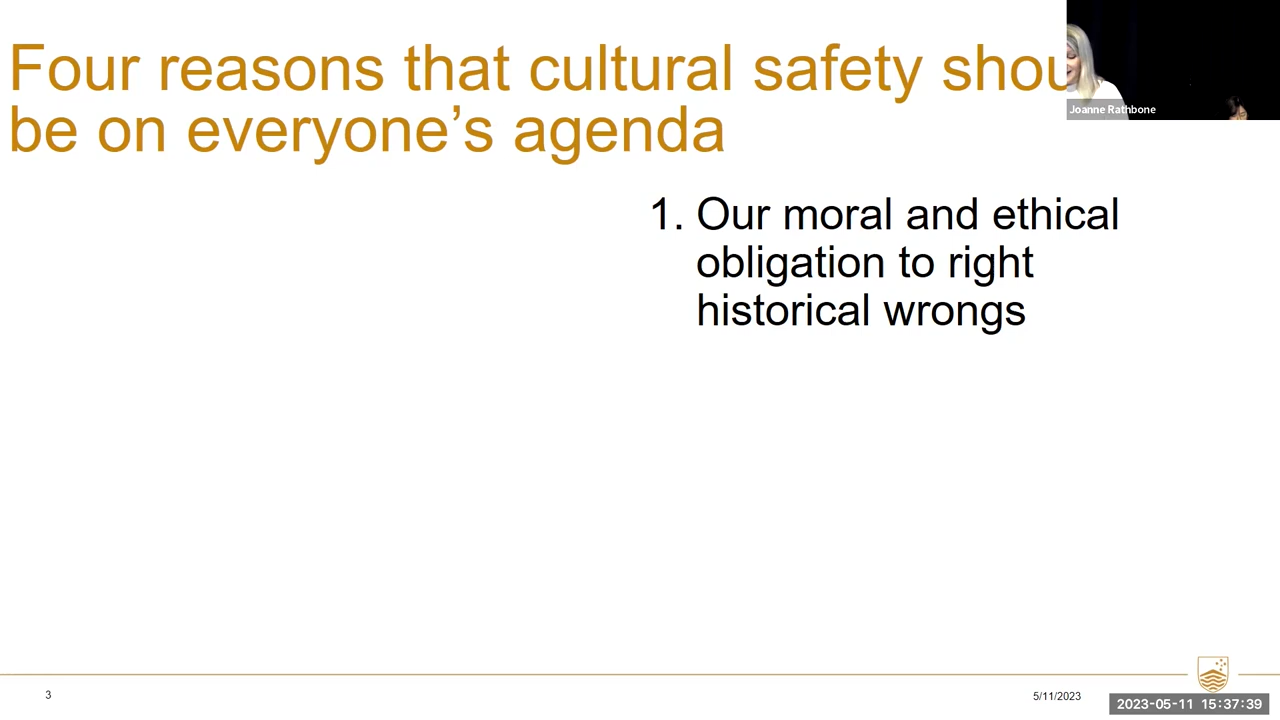 Four reasons that cultural safety shou
be on everyone’s agenda
Joanne Rathbone
1. Our moral and ethical
obligation to right
historical wrongs
3
5/11/2023
2023-05-11 15:37:39